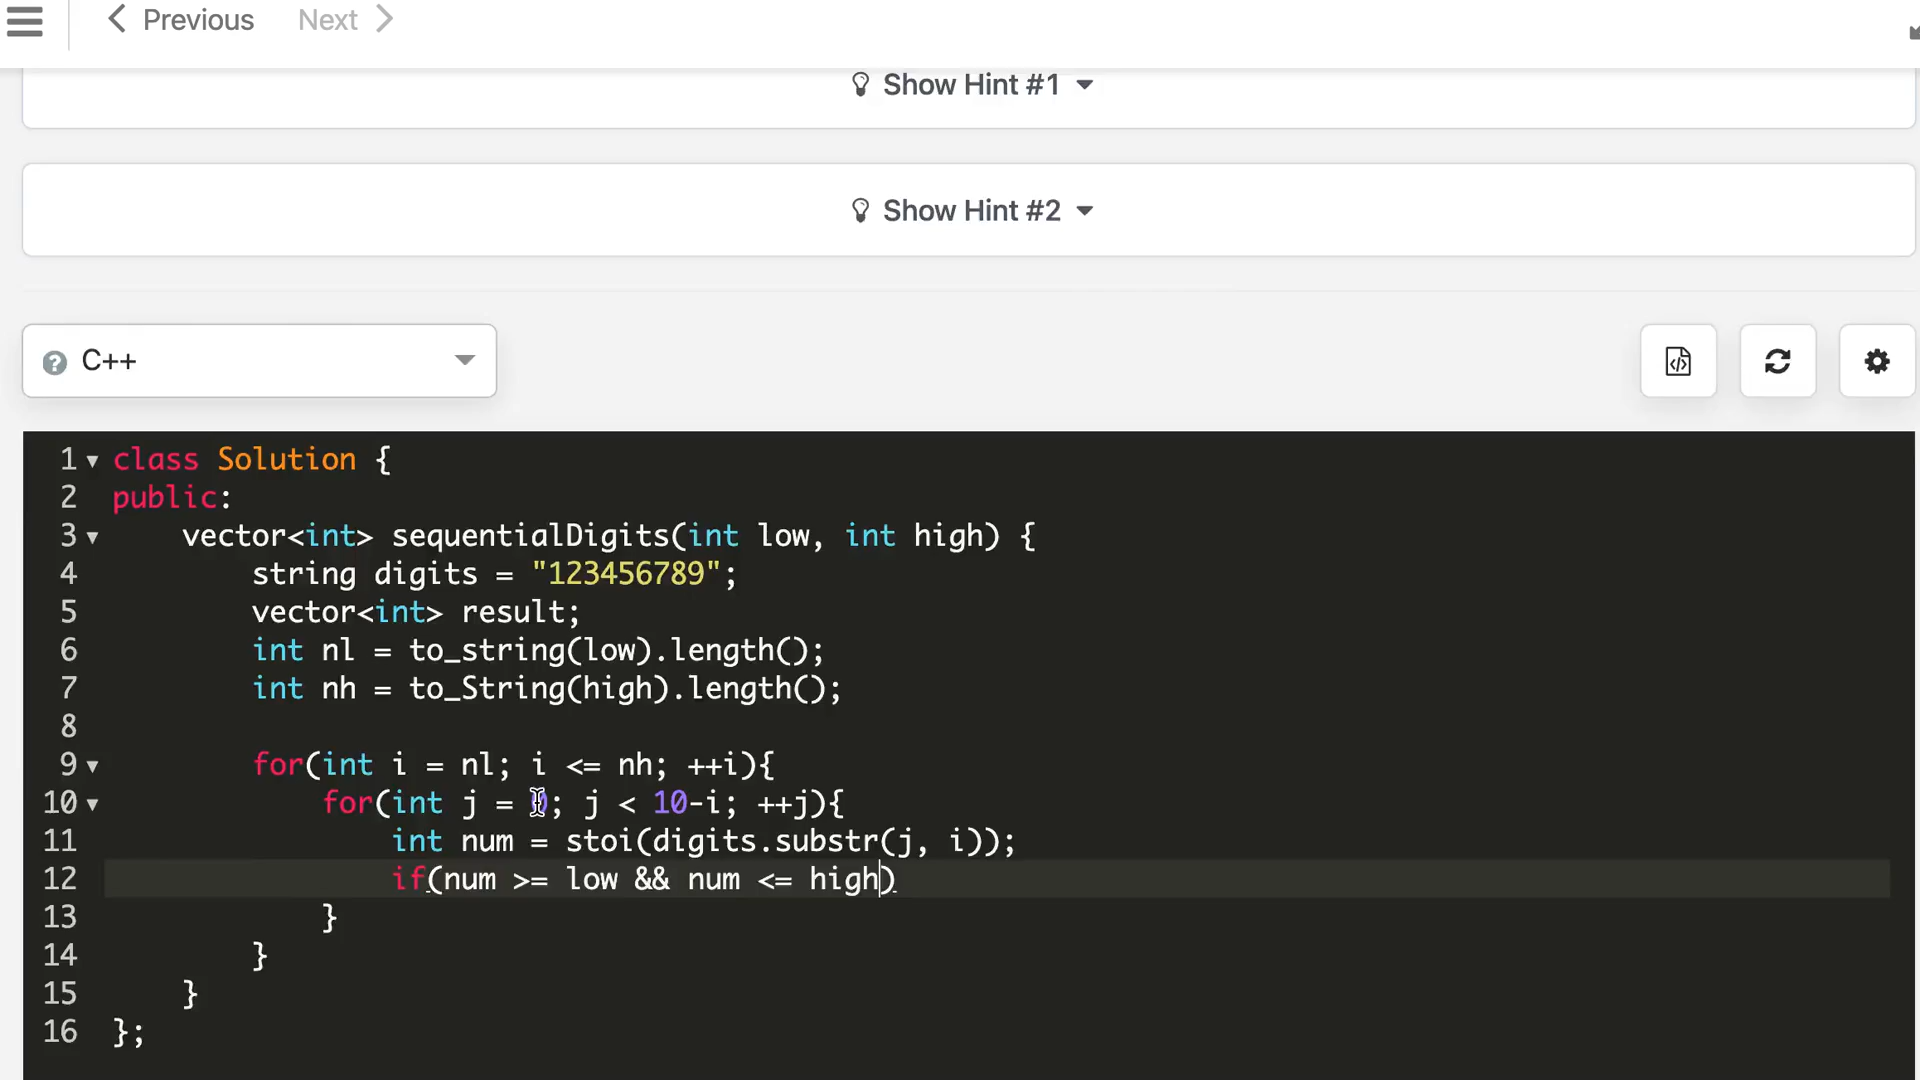 Previous Next
Show Hint #1
Show Hint #2
C++
1 class Solution {
2 public:
3 vector<int> sequentialDigits(int low, int high) {
4 string digits = "123456789";
5 vector<int> result;
6 int nl = to_string(low).length();
7 int nh = to_String(high).length();
8
9 for(int i = nl; i <= nh; ++i){
10 for(int j = 0; j < 10-i; ++j){
11 int num = stoi(digits.substr(j, i));
12 if(num >= low && num <= high)
13 }
14 }
15 }
16 };